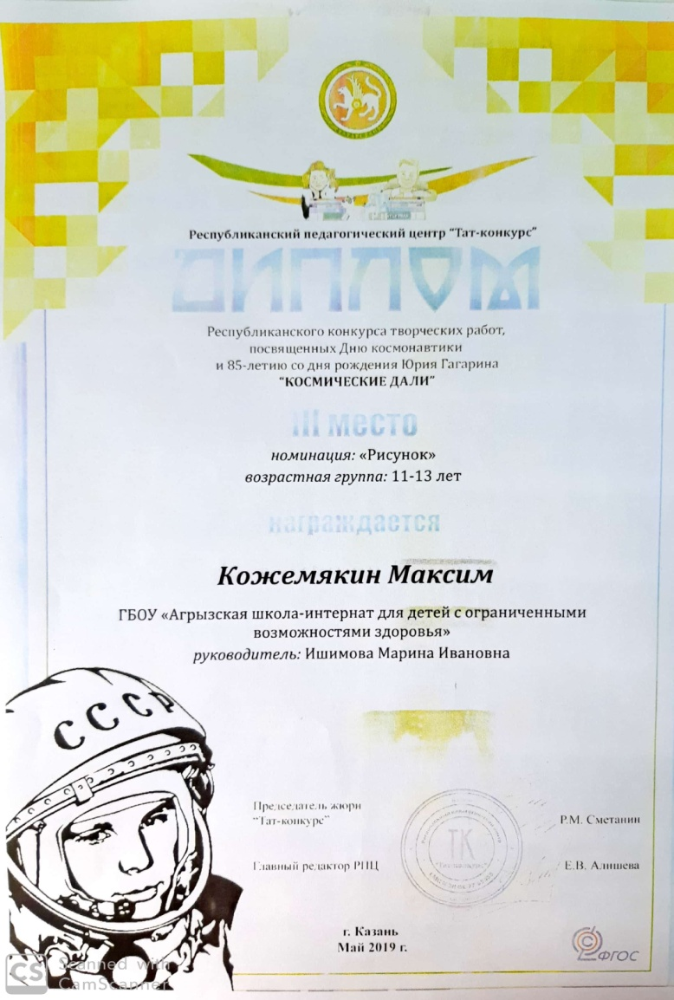 Республиканский педагогический центр "Тат-конкурс"
ДИПЛОМ
Республиканского конкурса творческих работ,
посвященных Дню космонавтики
и 85-летию со дня рождения Юрия Гагарина
"КОСМИЧЕСКИЕ ДАЛИ"
III место
номинация: «Рисунок»
возрастная группа: 11-13 лет
награждается
Кожемякин Максим
ГБОУ «Агрызская школа-интернат для детей с ограниченными
возможностями здоровья»
руководитель: Ишимова Марина Ивановна
СССР
Председатель жюри
"Тат-конкурс"
Р.М. Сметанин
ТК
Главный редактор РПЦ
Е.В. Алишева
г. Казань
Май 2019 г.
ФГОС
CS Scanned with
CamScanner